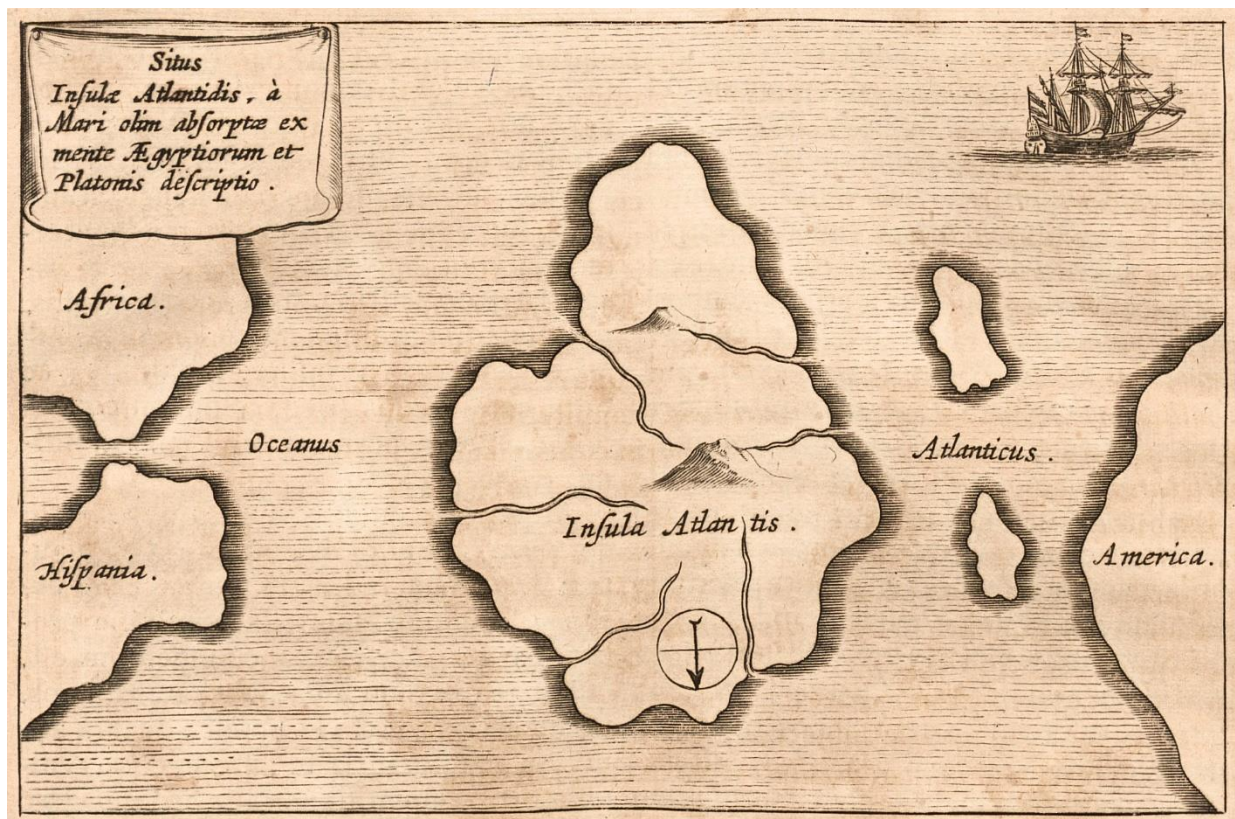 Situs
Inſulæ Atlantidis, à
Mari olim abſorptæ ex
mente Ægyptiorum et
Platonis deſcriptio.
Africa.
Oceanus
Atlanticus.
Inſula Atlantis.
Hiſpania.
America.